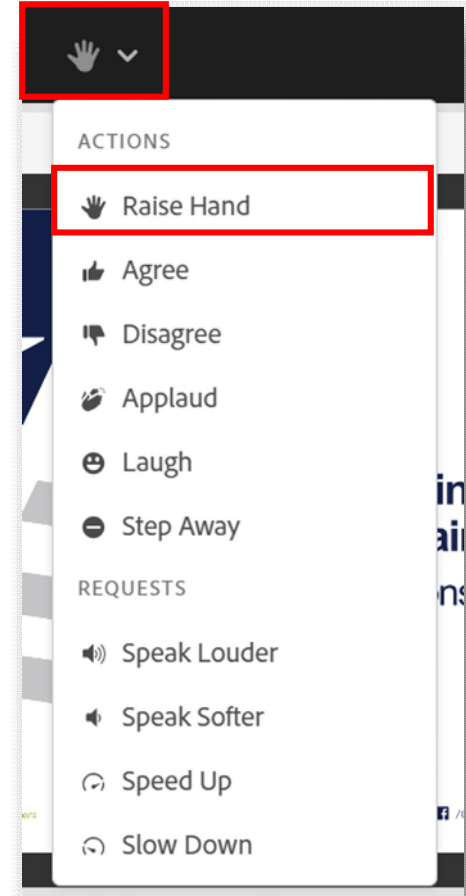 ACTIONS
Raise Hand
Agree
Disagree
Applaud
Laugh
Step Away
REQUESTS
Speak Louder
Speak Softer
Speed Up
Slow Down